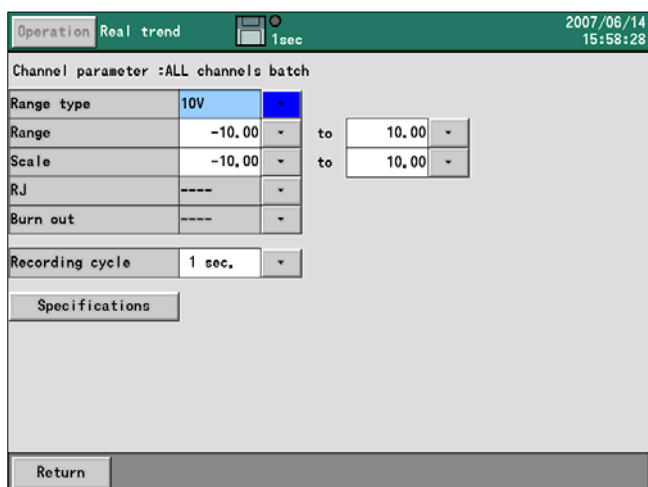 Operation Real trend 1sec 2007/06/14
15:58:28
Channel parameter :ALL channels batch
Range type 10V
Range -10.00 to 10.00
Scale -10.00 to 10.00
RJ ----
Burn out ----
Recording cycle 1 sec.
Specifications
Return